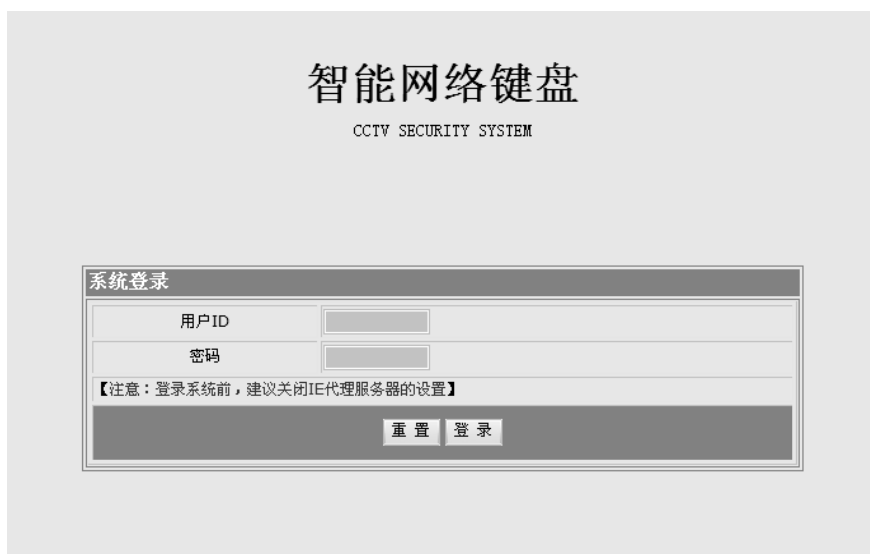 智能网络键盘
CCTV SECURITY SYSTEM
系统登录
用户ID
密码
【注意：登录系统前，建议关闭IE代理服务器的设置】
重 置 登 录